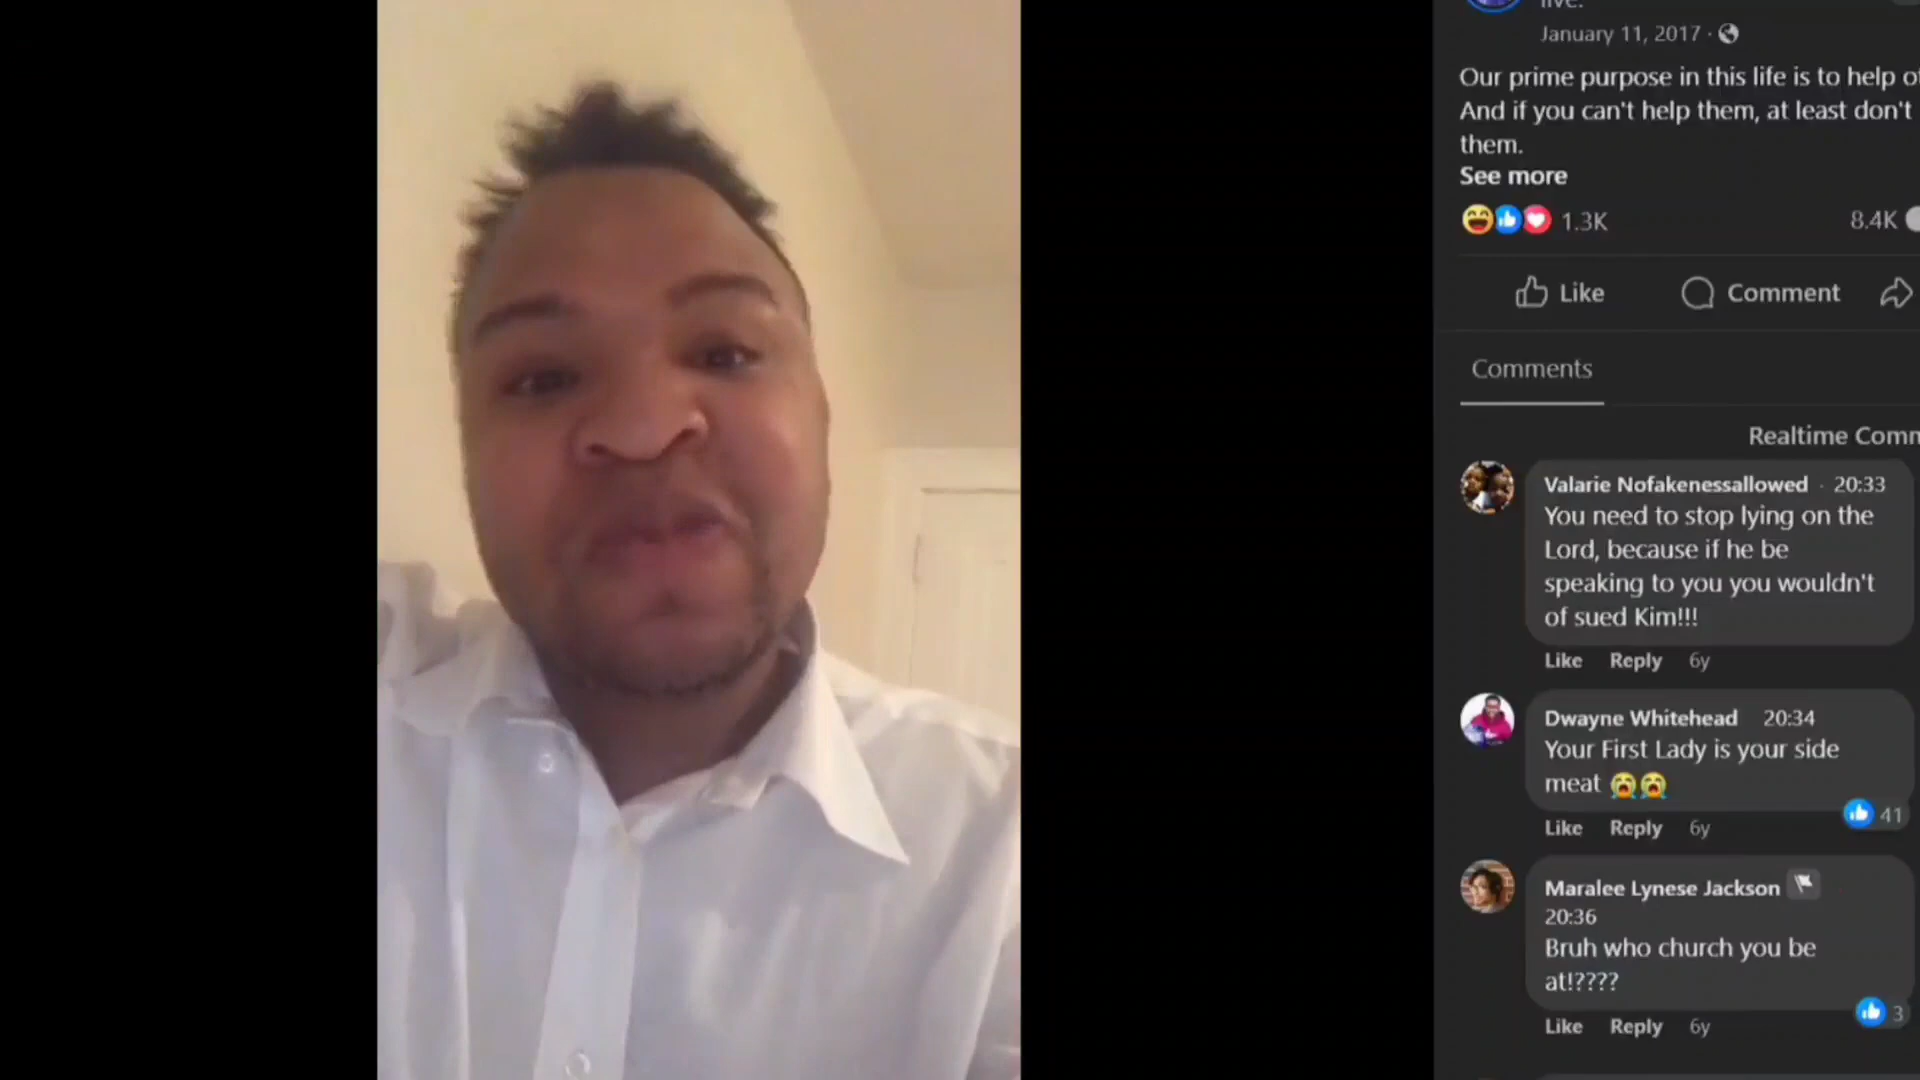 live.
January 11, 2017 ·
Our prime purpose in this life is to help
And if you can't help them, at least don't
them.
See more
1.3K 8.4K
Like Comment
Comments
Realtime
Valarie Nofakenessallowed · 20:33
You need to stop lying on the
Lord, because if he be
speaking to you you wouldn't
of sued Kim!!!
Like Reply 6y
Dwayne Whitehead 20:34
Your First Lady is your side
meat 😭😭
41
Like Reply 6y
Maralee Lynese Jackson
20:36
Bruh who church you be
at!????
3
Like Reply 6y